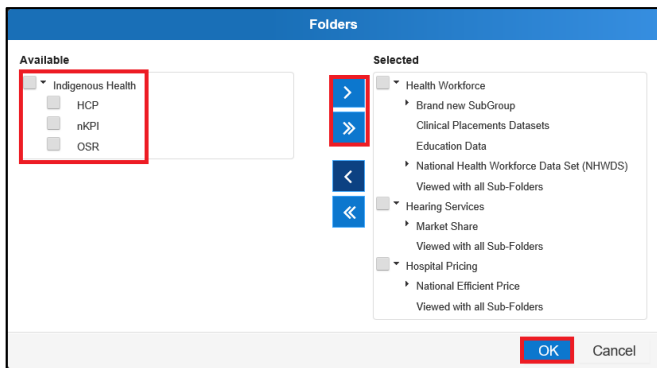 Folders
Available
Indigenous Health
HCP
nKPI
OSR
Selected
Health Workforce
Brand new SubGroup
Clinical Placements Datasets
Education Data
National Health Workforce Data Set (NHWDS)
Viewed with all Sub-Folders
Hearing Services
Market Share
Viewed with all Sub-Folders
Hospital Pricing
National Efficient Price
Viewed with all Sub-Folders
OK Cancel